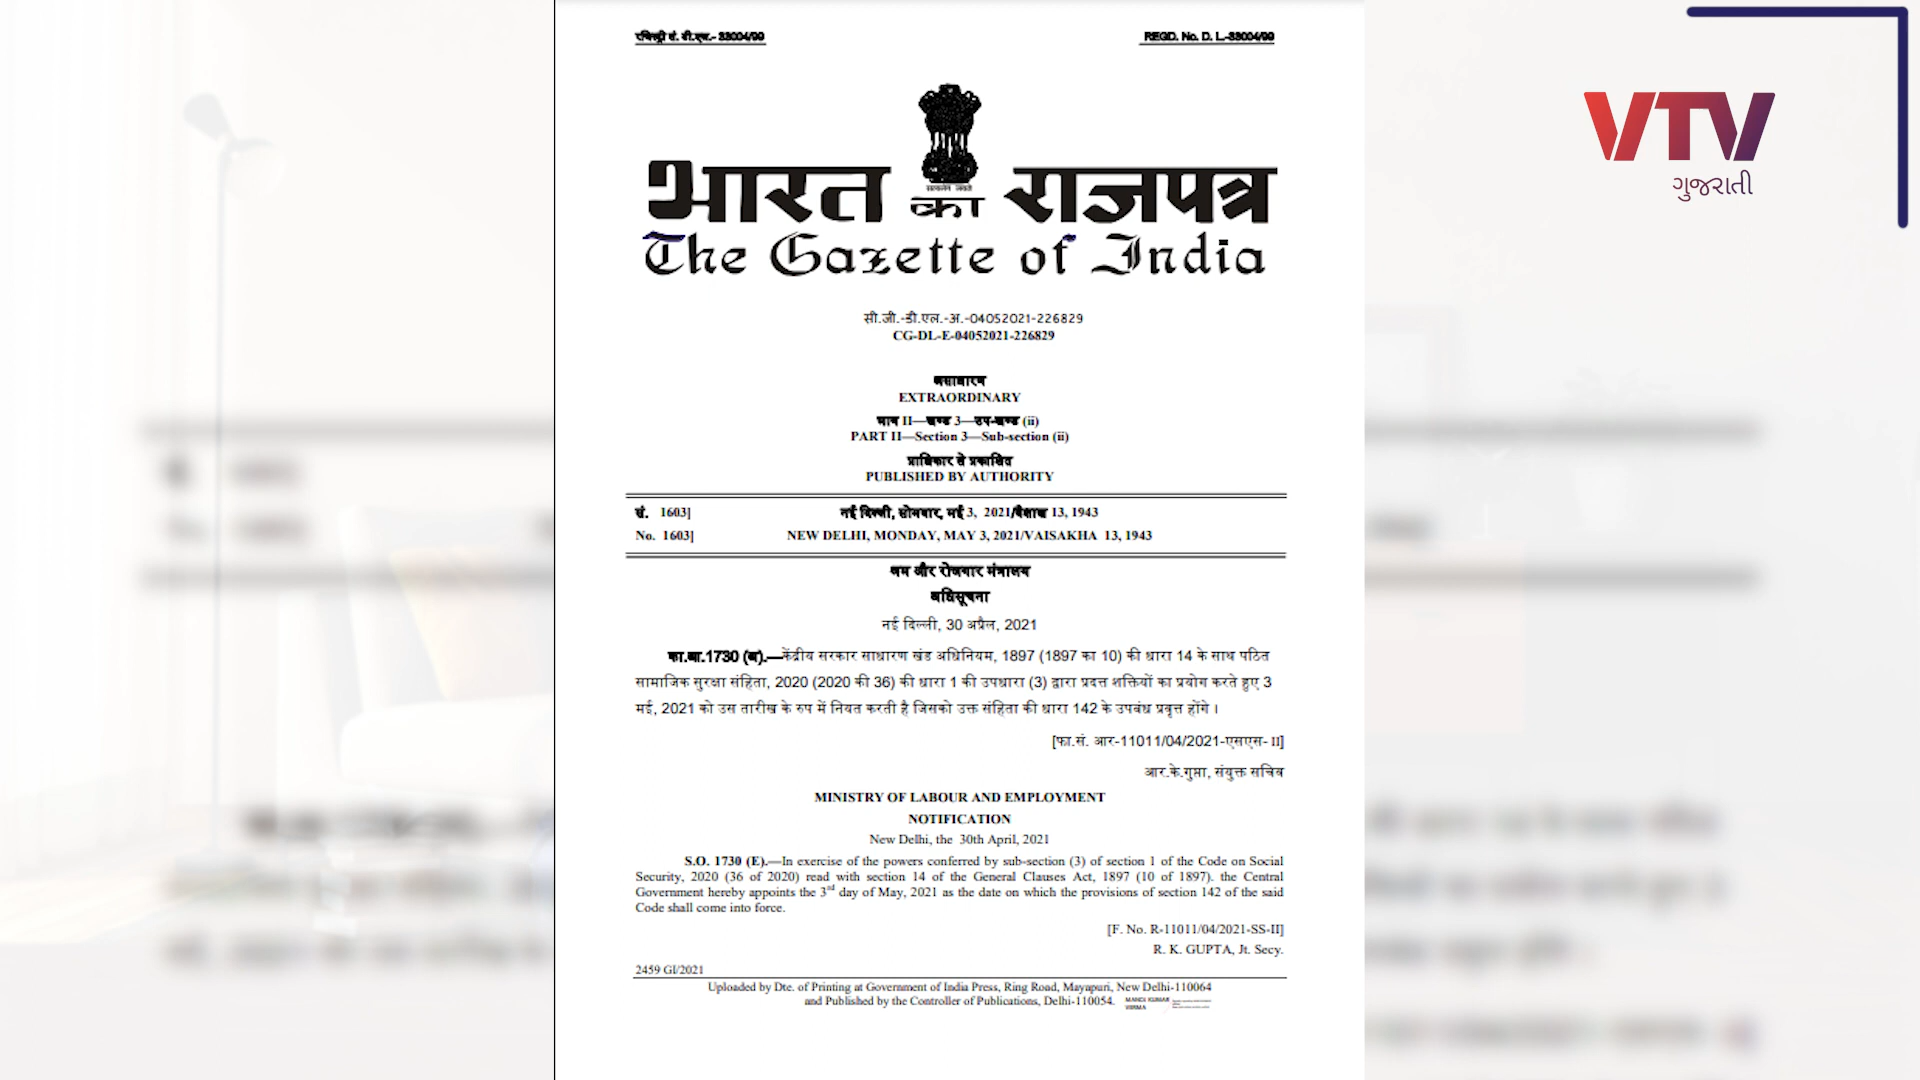 रजिस्ट्री सं. डी.एल.- 33004/99
REGD. No. D. L.-33004/99
VTV
ગુજરાતી
सत्यमेव जयते
भारत का राजपत्र
The Gazette of India
सी.जी.-डी.एल.-अ.-04052021-226829
CG-DL-E-04052021-226829
असाधारण
EXTRAORDINARY
भाग II—खण्ड 3—उप-खण्ड (ii)
PART II—Section 3—Sub-section (ii)
प्राधिकार से प्रकाशित
PUBLISHED BY AUTHORITY
सं. 1603] नई दिल्ली, सोमवार, मई 3, 2021/वैशाख 13, 1943
No. 1603] NEW DELHI, MONDAY, MAY 3, 2021/VAISAKHA 13, 1943
श्रम और रोजगार मंत्रालय
अधिसूचना
नई दिल्ली, 30 अप्रैल, 2021
का.आ.1730 (अ).—केंद्रीय सरकार साधारण खंड अधिनियम, 1897 (1897 का 10) की धारा 14 के साथ पठित
सामाजिक सुरक्षा संहिता, 2020 (2020 की 36) की धारा 1 की उपधारा (3) द्वारा प्रदत्त शक्तियों का प्रयोग करते हुए 3
मई, 2021 को उस तारीख के रुप में नियत करती है जिसको उक्त संहिता की धारा 142 के उपबंध प्रवृत्त होंगे ।
[फा.सं. आर-11011/04/2021-एसएस- II]
आर.के.गुप्ता, संयुक्त सचिव
MINISTRY OF LABOUR AND EMPLOYMENT
NOTIFICATION
New Delhi, the 30th April, 2021
S.O. 1730 (E).—In exercise of the powers conferred by sub-section (3) of section 1 of the Code on Social
Security, 2020 (36 of 2020) read with section 14 of the General Clauses Act, 1897 (10 of 1897). the Central
Government hereby appoints the 3rd day of May, 2021 as the date on which the provisions of section 142 of the said
Code shall come into force.
[F. No. R-11011/04/2021-SS-II]
R. K. GUPTA, Jt. Secy.
2459 GI/2021
Uploaded by Dte. of Printing at Government of India Press, Ring Road, Mayapuri, New Delhi-110064
and Published by the Controller of Publications, Delhi-110054.
MANOJ KUMAR
VERMA